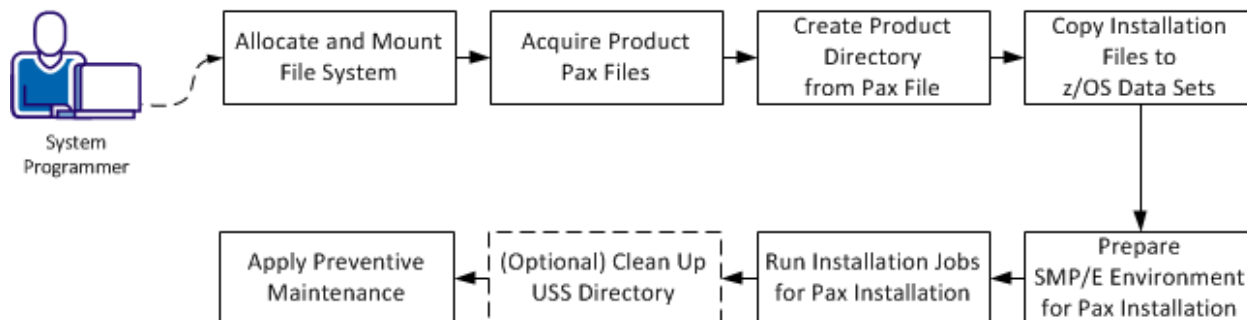 System
Programmer
Allocate and Mount
File System
Acquire Product
Pax Files
Create Product
Directory
from Pax File
Copy Installation
Files to
z/OS Data Sets
Prepare
SMP/E Environment
for Pax Installation
Run Installation Jobs
for Pax Installation
(Optional) Clean Up
USS Directory
Apply Preventive
Maintenance